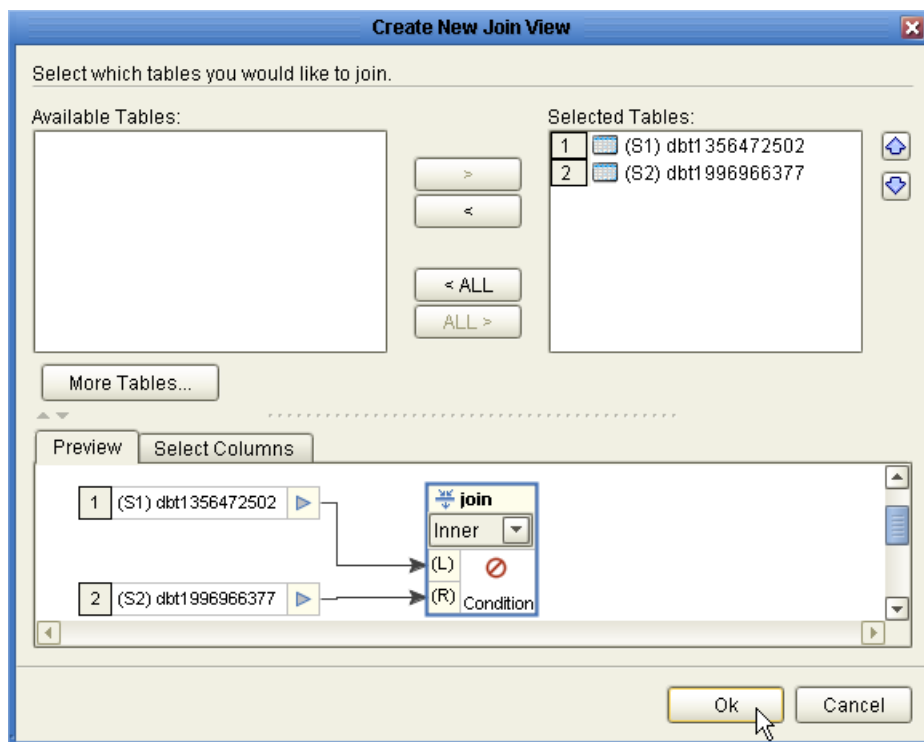 Create New Join View
Select which tables you would like to join.
Available Tables:
Selected Tables:
1 (S1) dbt1356472502
2 (S2) dbt1996966377
>
<
< ALL
ALL >
More Tables...
Preview Select Columns
1 (S1) dbt1356472502
join
Inner
(L)
2 (S2) dbt1996966377
(R) Condition
Ok Cancel